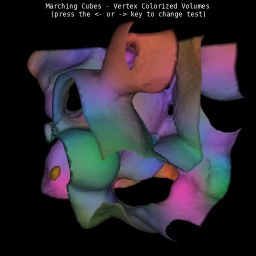 Marching Cubes - Vertex Colorized Volumes
(press the <- or -> key to change test)